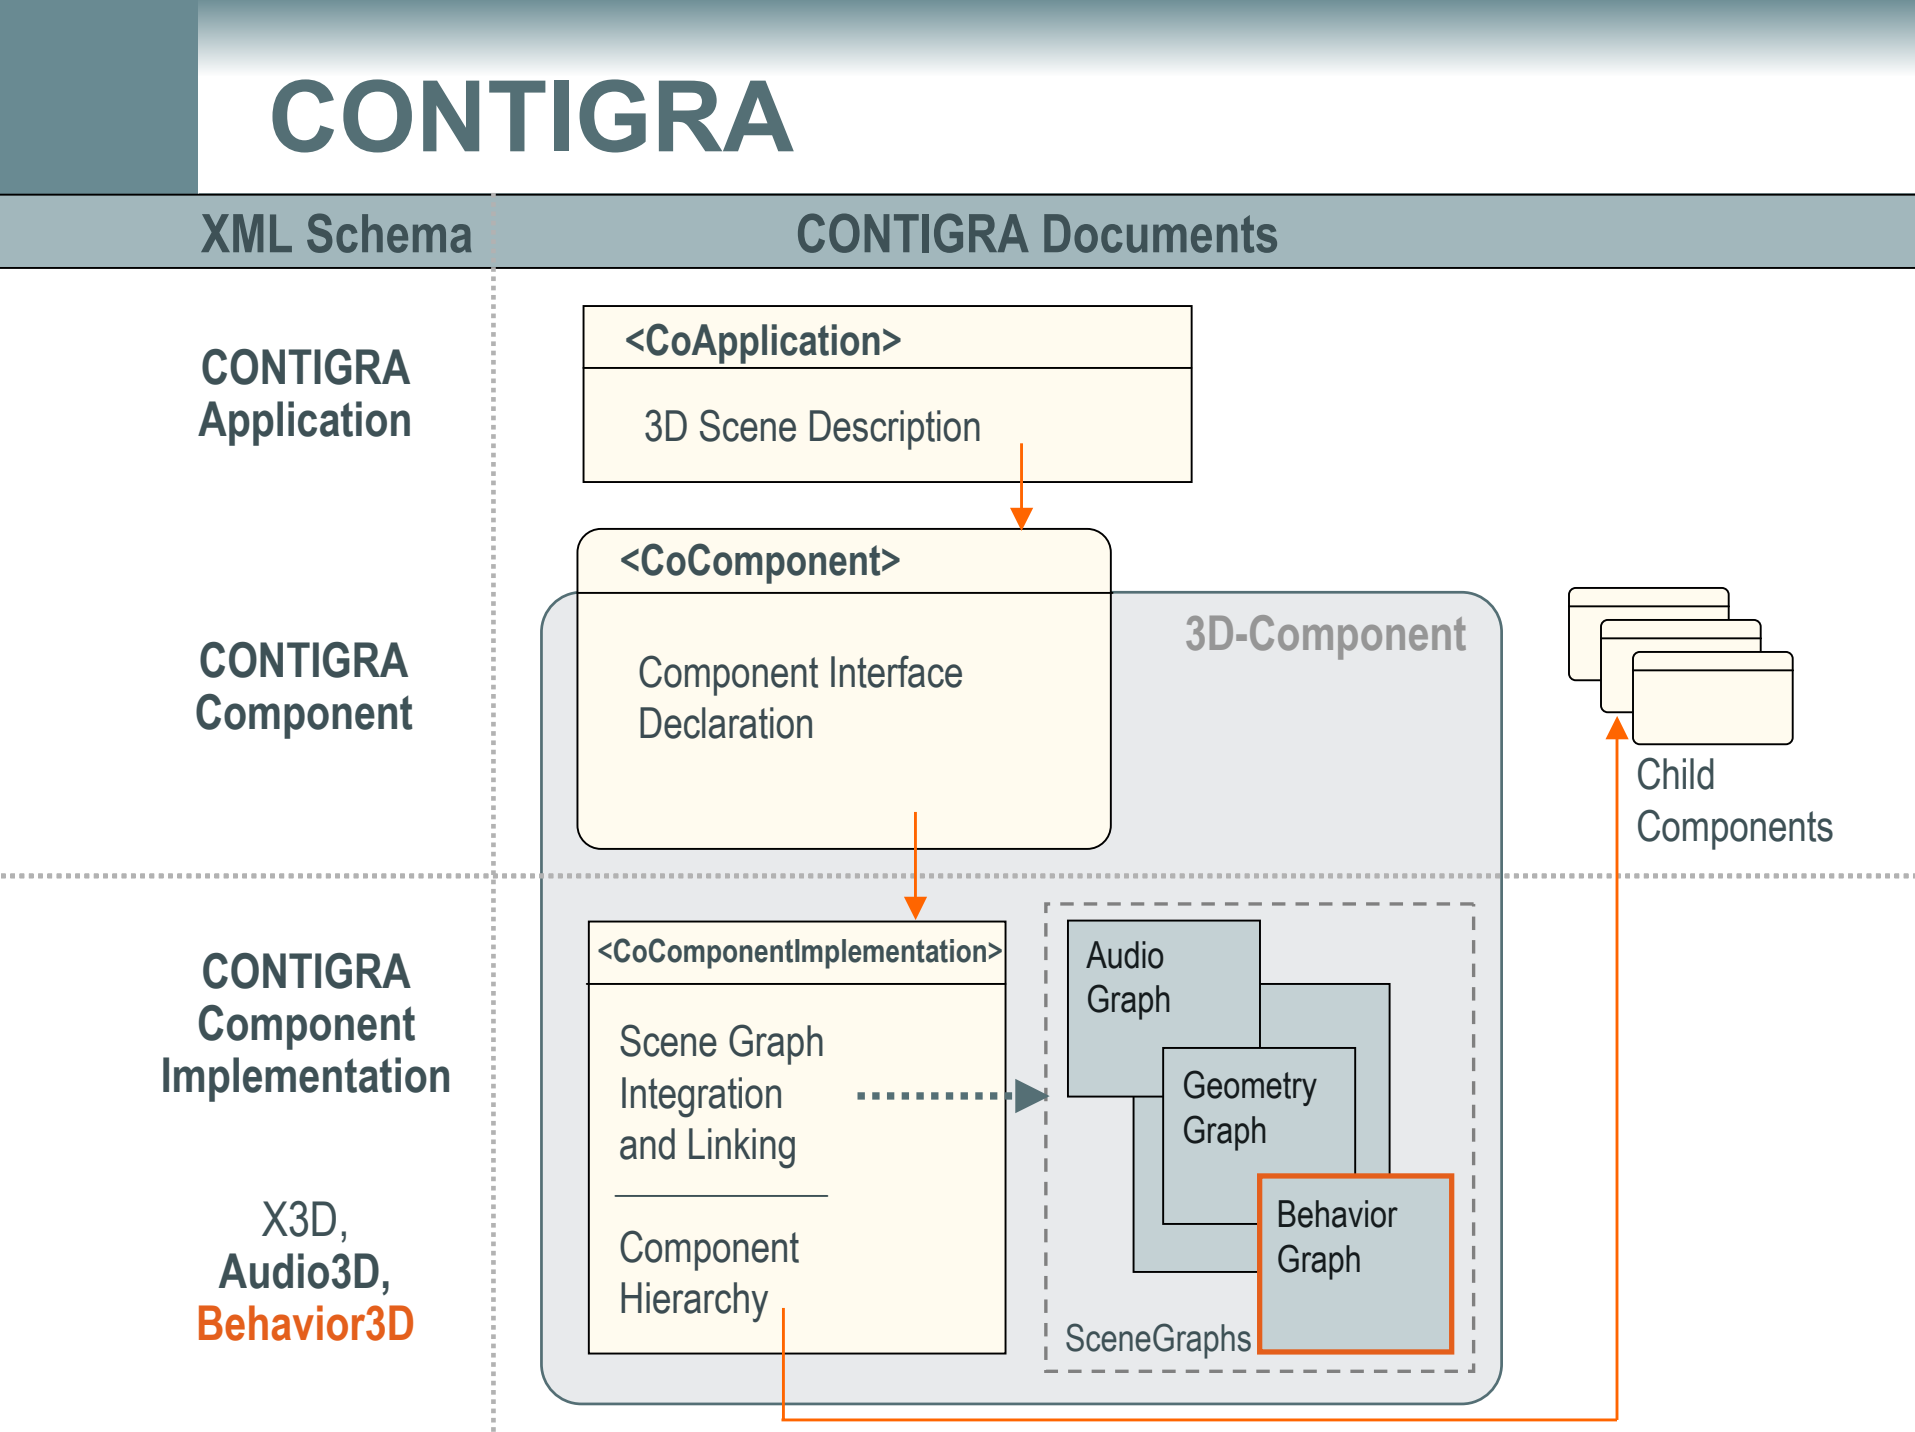 CONTIGRA
XML Schema
CONTIGRA Documents
CONTIGRA
Application
<CoApplication>
3D Scene Description
CONTIGRA
Component
<CoComponent>
Component Interface
Declaration
3D-Component
Child
Components
CONTIGRA
Component
Implementation
X3D,
Audio3D,
Behavior3D
<CoComponentImplementation>
Scene Graph
Integration
and Linking
Component
Hierarchy
Audio
Graph
Geometry
Graph
Behavior
Graph
SceneGraphs